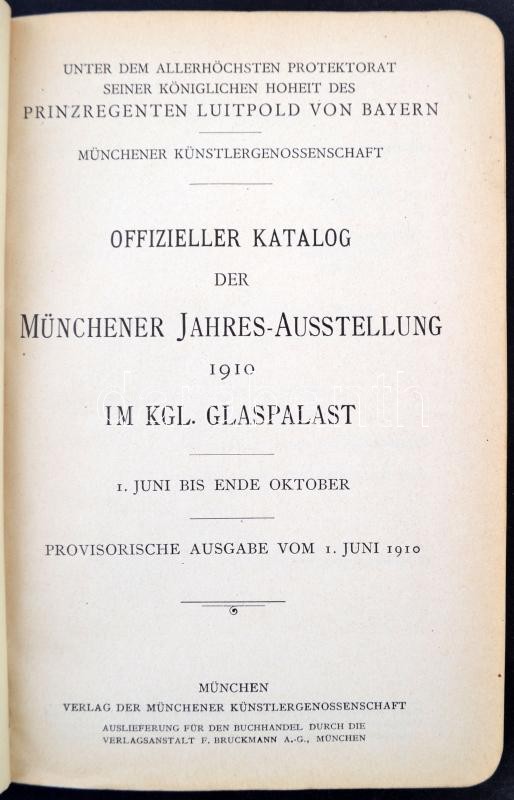 UNTER DEM ALLERHÖCHSTEN PROTEKTORAT
SEINER KÖNIGLICHEN HOHEIT DES
PRINZREGENTEN LUITPOLD VON BAYERN
MÜNCHENER KÜNSTLERGENOSSENSCHAFT
OFFIZIELLER KATALOG
DER
MÜNCHENER JAHRES-AUSSTELLUNG
1910
IM KGL. GLASPALAST
1. JUNI BIS ENDE OKTOBER
PROVISORISCHE AUSGABE VOM 1. JUNI 1910
MÜNCHEN
VERLAG DER MÜNCHENER KÜNSTLERGENOSSENSCHAFT
AUSLIEFERUNG FÜR DEN BUCHHANDEL DURCH DIE
VERLAGSANSTALT F. BRUCKMANN A.-G., MÜNCHEN